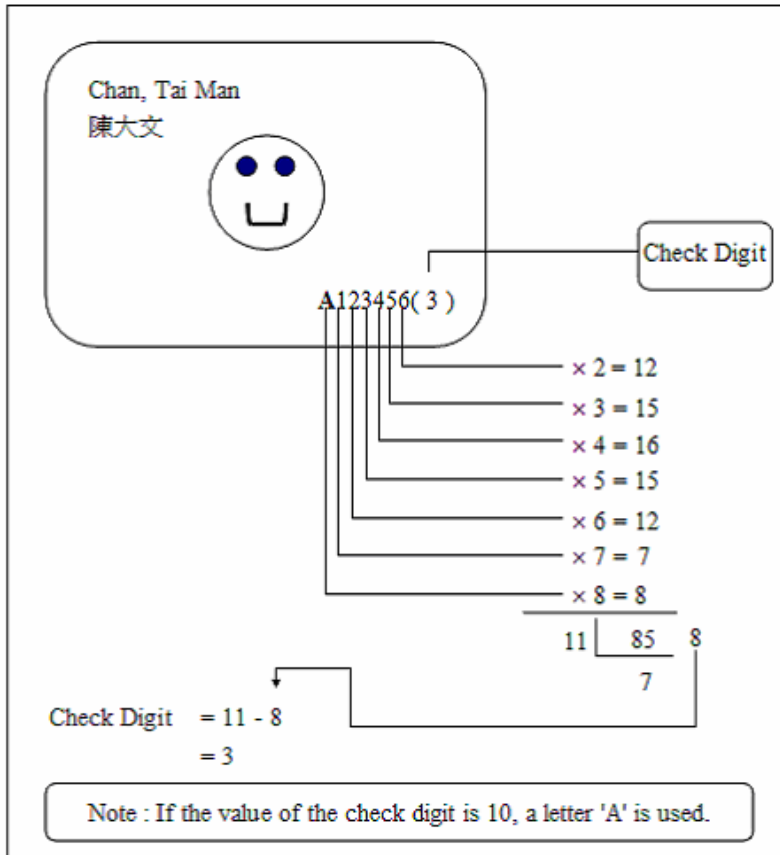 Chan, Tai Man
陳大文
Check Digit
A123456( 3 )
× 2 = 12
× 3 = 15
× 4 = 16
× 5 = 15
× 6 = 12
× 7 = 7
× 8 = 8
11 85 8
7
Check Digit = 11 - 8
= 3
Note : If the value of the check digit is 10, a letter 'A' is used.